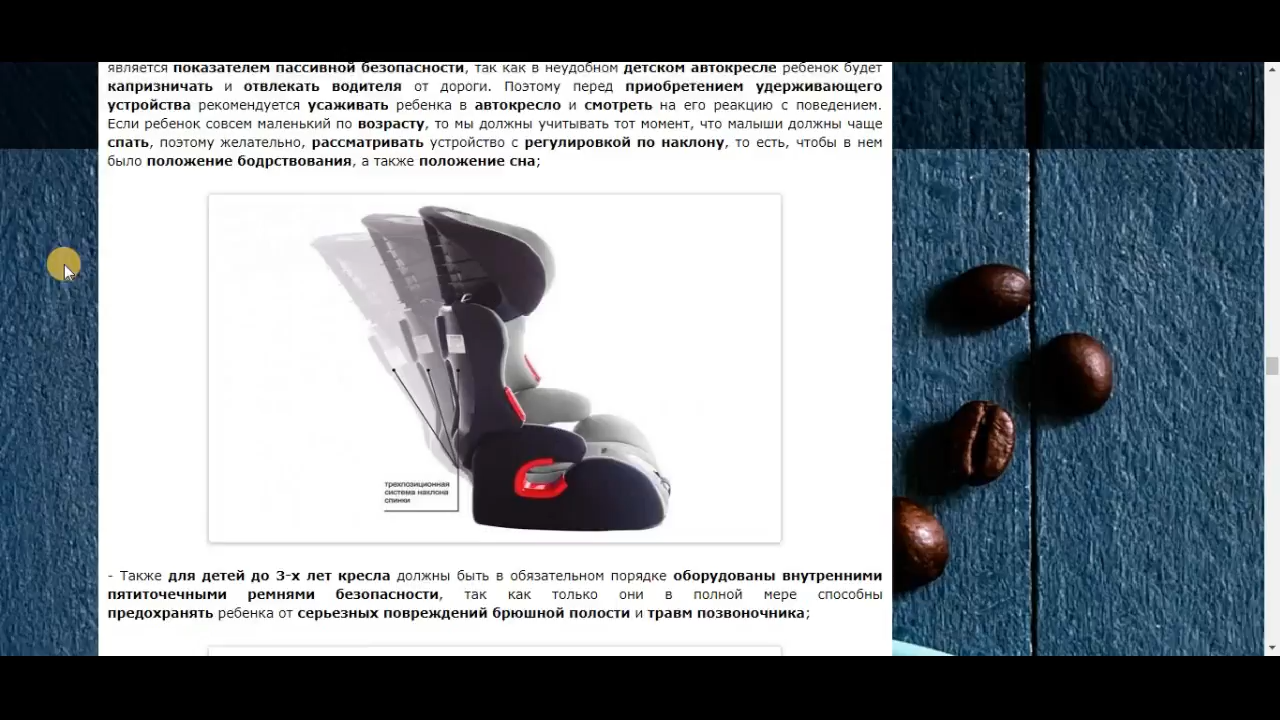 является показателем пассивной безопасности, так как в неудобном детском автокресле ребенок будет
капризничать и отвлекать водителя от дороги. Поэтому перед приобретением удерживающего
устройства рекомендуется усаживать ребенка в автокресло и смотреть на его реакцию с поведением.
Если ребенок совсем маленький по возрасту, то мы должны учитывать тот момент, что малыши должны чаще
спать, поэтому желательно, рассматривать устройство с регулировкой по наклону, то есть, чтобы в нем
было положение бодрствования, а также положение сна;
трехпозиционная
система наклона
спинки
- Также для детей до 3-х лет кресла должны быть в обязательном порядке оборудованы внутренними
пятиточечными ремнями безопасности, так как только они в полной мере способны
предохранять ребенка от серьезных повреждений брюшной полости и травм позвоночника;